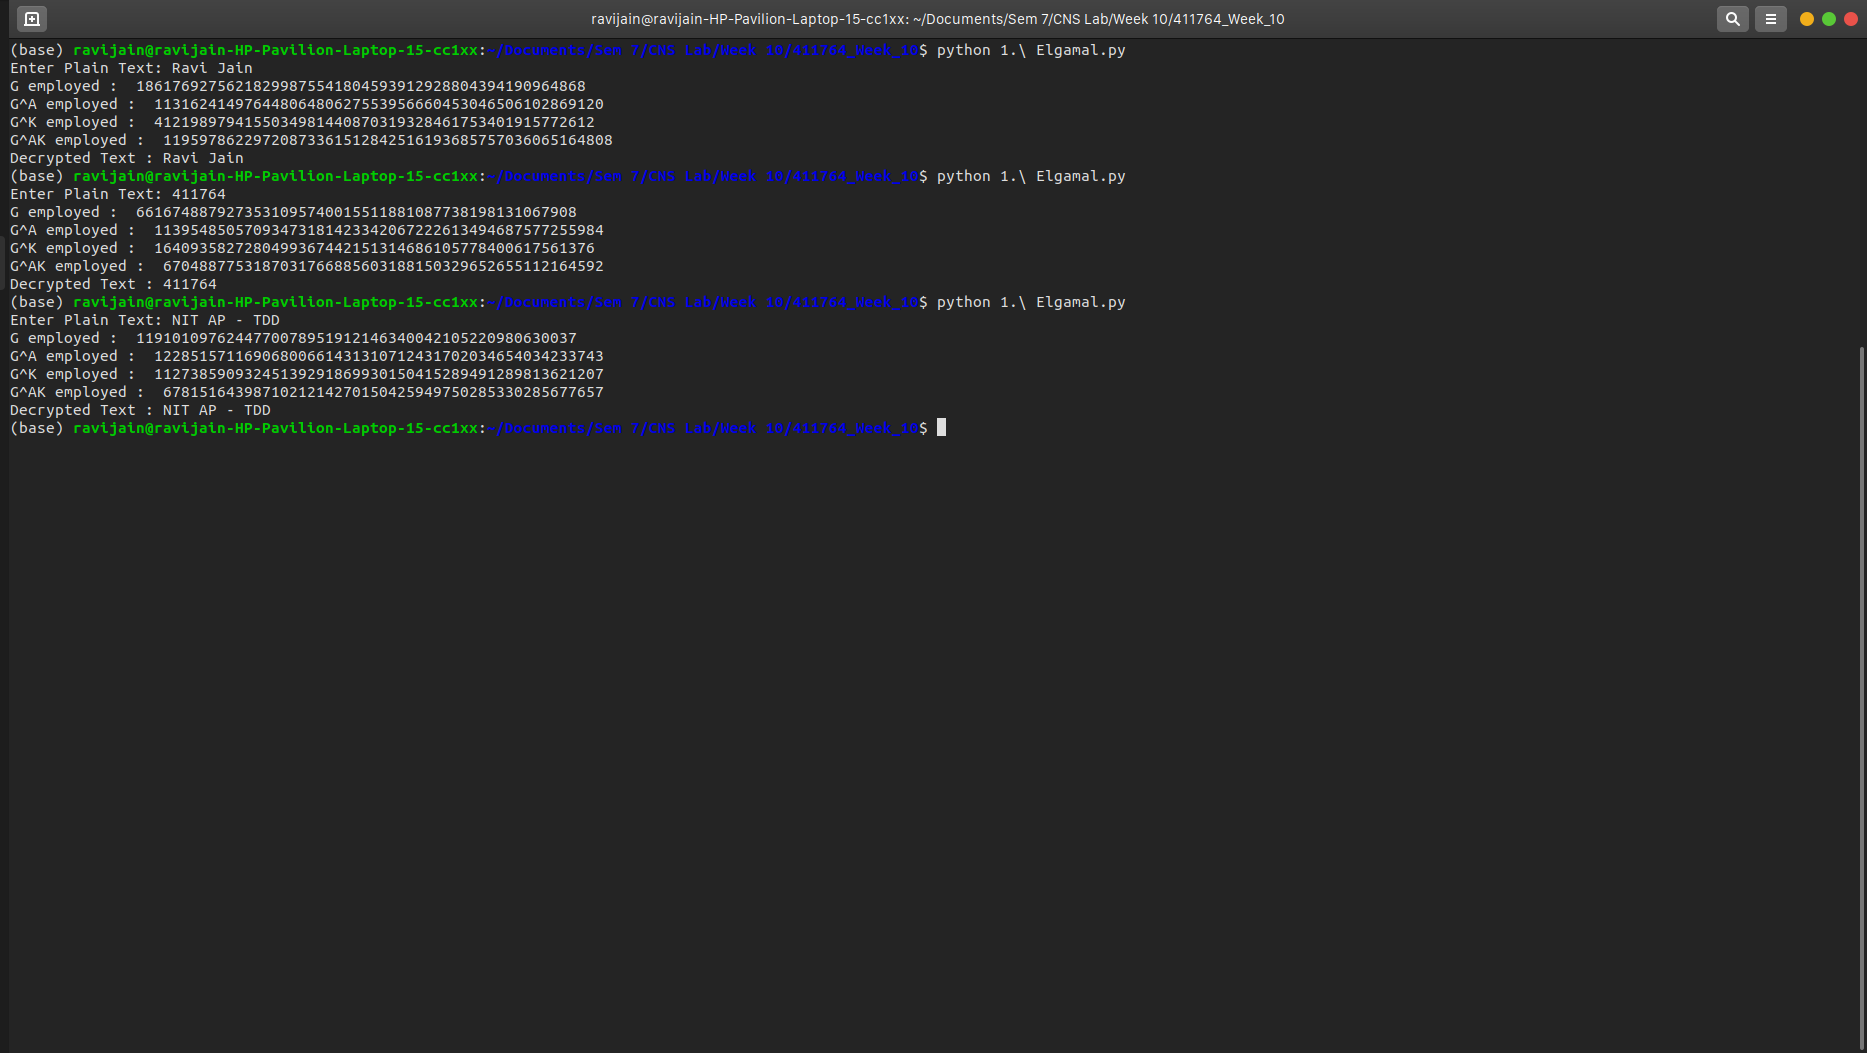 ravijain@ravijain-HP-Pavilion-Laptop-15-cc1xx: ~/Documents/Sem 7/CNS Lab/Week 10/411764_Week_10
(base) ravijain@ravijain-HP-Pavilion-Laptop-15-cc1xx:~/Documents/Sem 7/CNS Lab/Week 10/411764_Week_10$ python 1.\ Elgamal.py
Enter Plain Text: Ravi Jain
G employed :  18617692756218299875541804593912928804394190964868
G^A employed :  11316241497644806480627553956660453046506102869120
G^K employed :  4121989794155034981440870319328461753401915772612
G^AK employed :  11959786229720873361512842516193685757036065164808
Decrypted Text : Ravi Jain
(base) ravijain@ravijain-HP-Pavilion-Laptop-15-cc1xx:~/Documents/Sem 7/CNS Lab/Week 10/411764_Week_10$ python 1.\ Elgamal.py
Enter Plain Text: 411764
G employed :  6616748879273531095740015511881087738198131067908
G^A employed :  11395485057093473181423342067222613494687577255984
G^K employed :  1640935827280499367442151314686105778400617561376
G^AK employed :  6704887753187031766885603188150329652655112164592
Decrypted Text : 411764
(base) ravijain@ravijain-HP-Pavilion-Laptop-15-cc1xx:~/Documents/Sem 7/CNS Lab/Week 10/411764_Week_10$ python 1.\ Elgamal.py
Enter Plain Text: NIT AP - TDD
G employed :  1191010976244770078951912146340042105220980630037
G^A employed :  12285157116906800661431310712431702034654034233743
G^K employed :  11273859093245139291869930150415289491289813621207
G^AK employed :  6781516439871021214270150425949750285330285677657
Decrypted Text : NIT AP - TDD
(base) ravijain@ravijain-HP-Pavilion-Laptop-15-cc1xx:~/Documents/Sem 7/CNS Lab/Week 10/411764_Week_10$